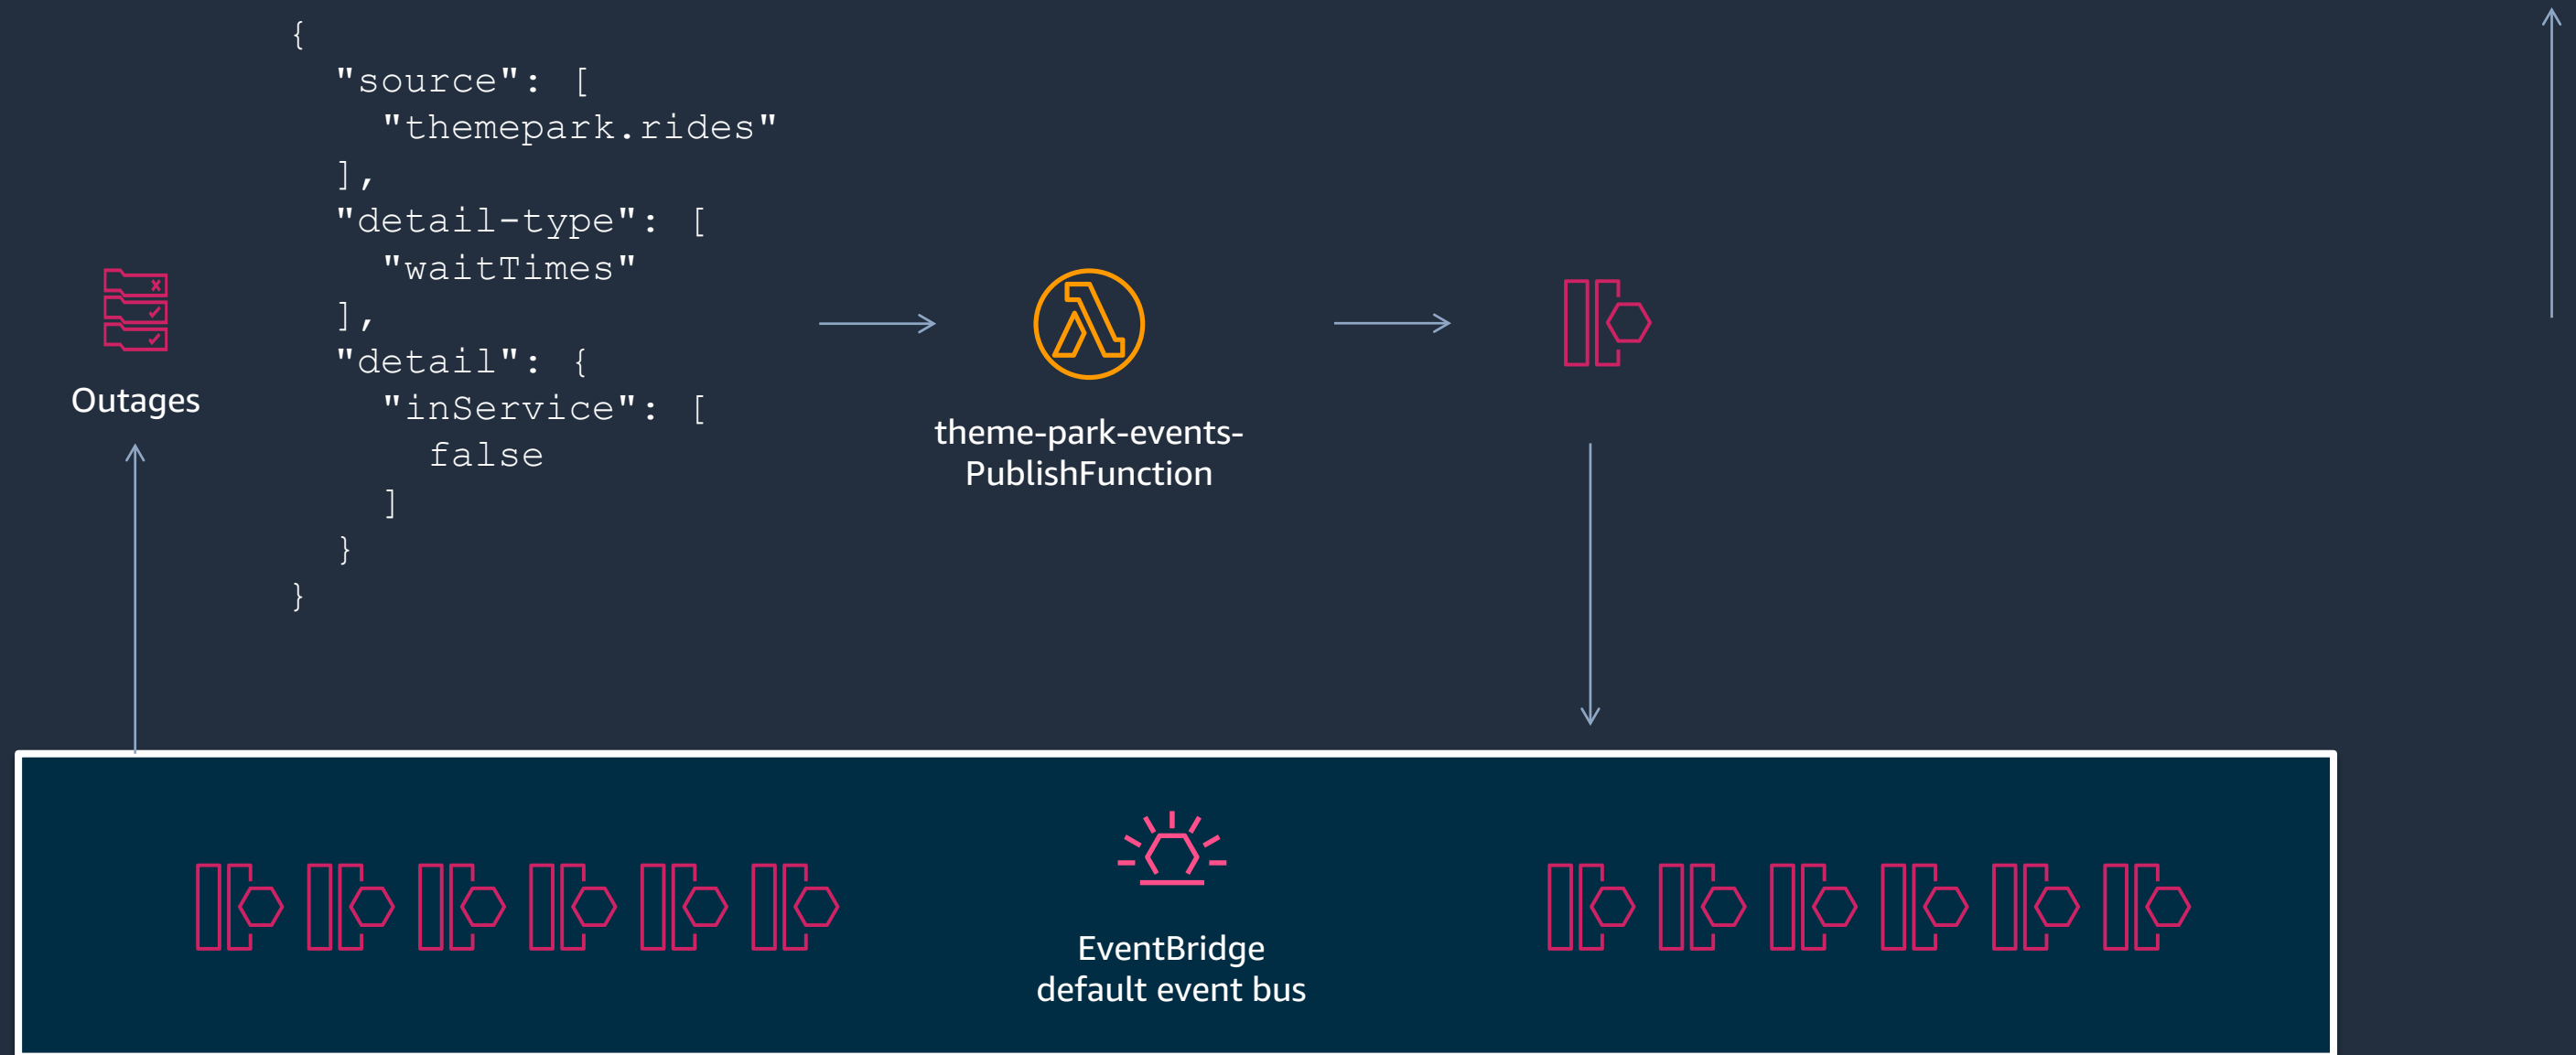 {
  "source": [
    "themepark.rides"
  ],
  "detail-type": [
    "waitTimes"
  ],
  "detail": {
    "inService": [
      false
    ]
  }
}
Outages
theme-park-events-
PublishFunction
EventBridge
default event bus